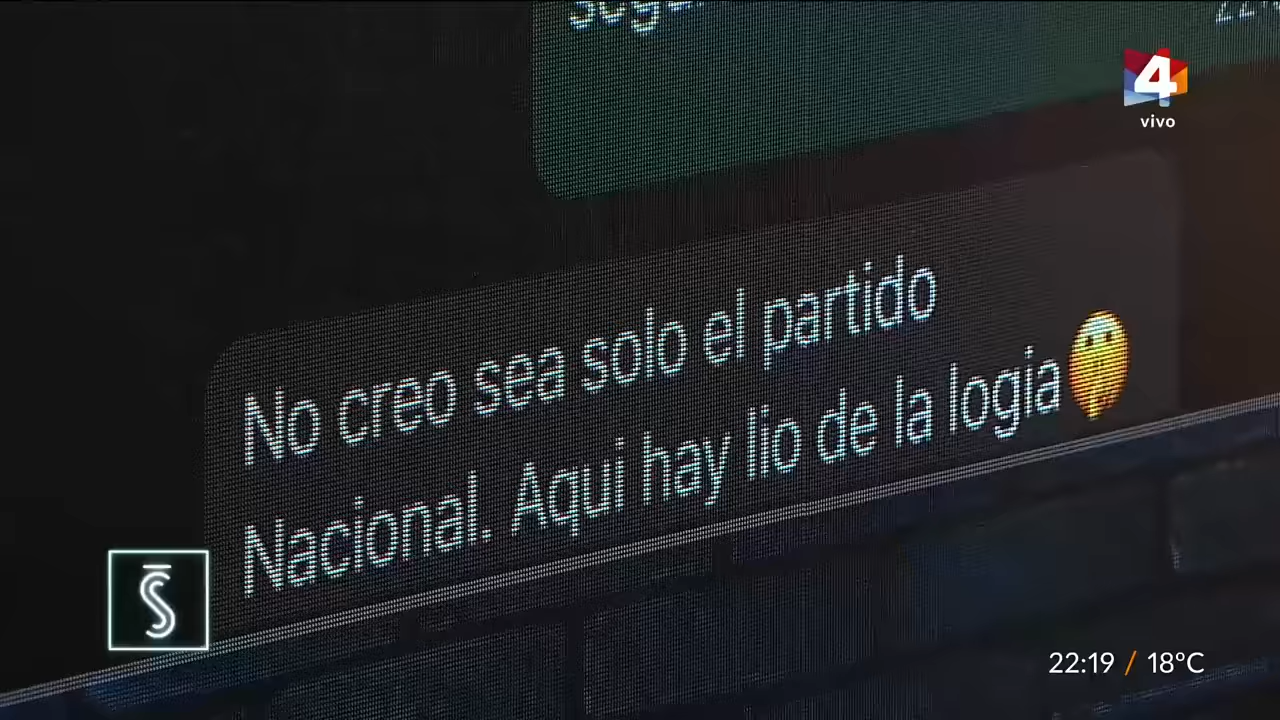 4
vivo
No creo sea solo el partido
Nacional. Aqui hay lio de la logia🤫
S
22:19 / 18°C